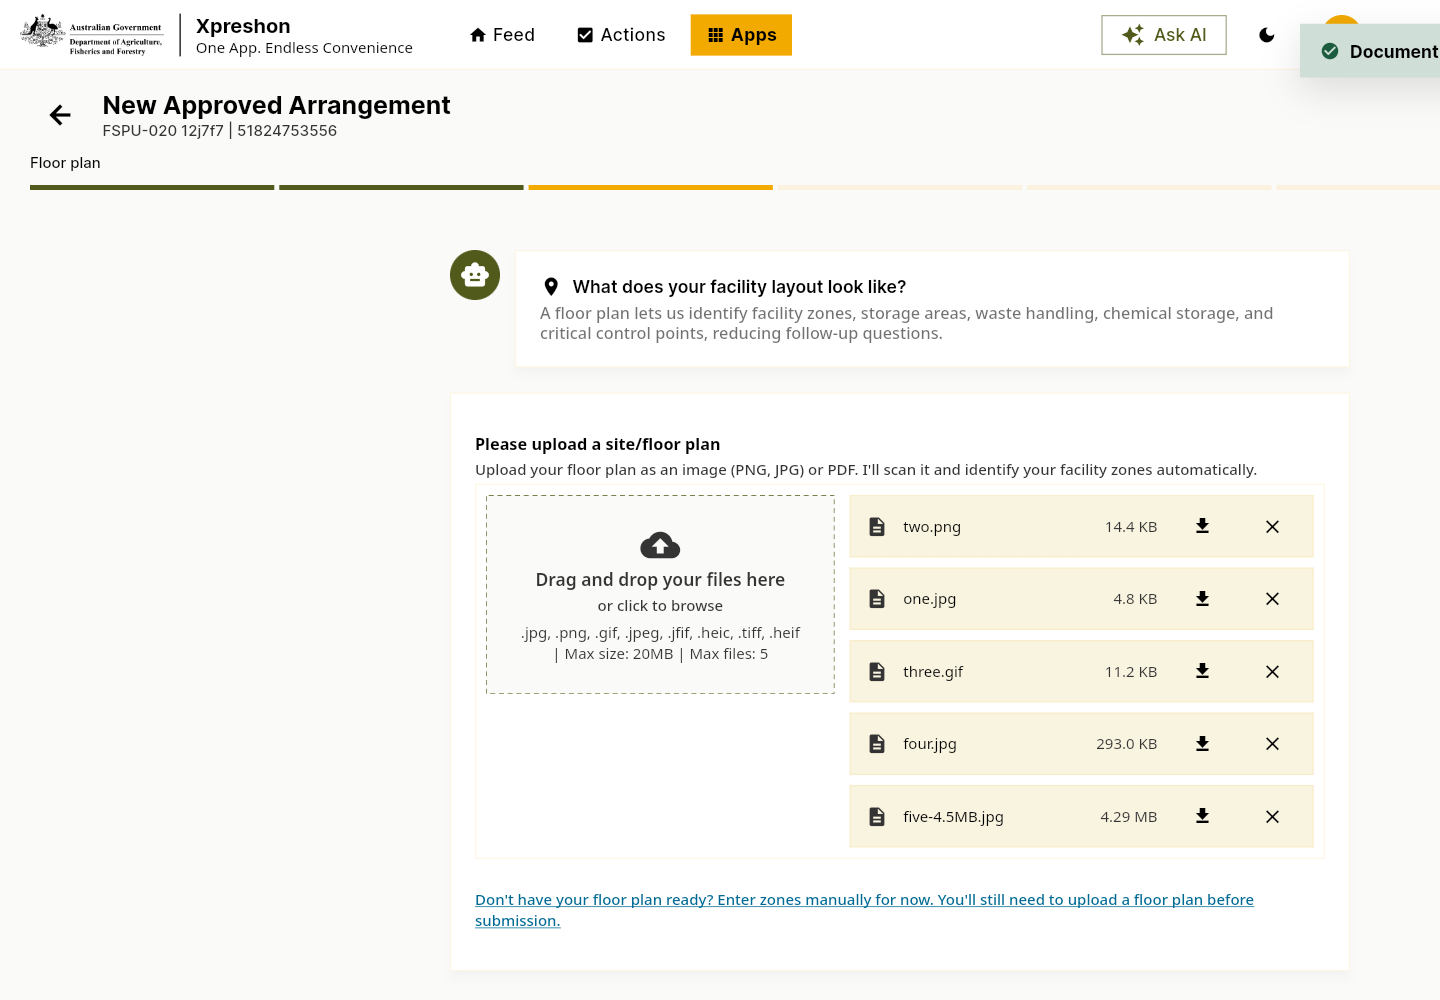 Australian Government
Department of Agriculture,
Fisheries and Forestry
Xpreshon
One App. Endless Convenience
Feed
Actions
Apps
Ask AI
Document
New Approved Arrangement
FSPU-020 12j7f7 | 51824753556
Floor plan
What does your facility layout look like?
A floor plan lets us identify facility zones, storage areas, waste handling, chemical storage, and
critical control points, reducing follow-up questions.
Please upload a site/floor plan
Upload your floor plan as an image (PNG, JPG) or PDF. I'll scan it and identify your facility zones automatically.
Drag and drop your files here
or click to browse
.jpg, .png, .gif, .jpeg, .jfif, .heic, .tiff, .heif
| Max size: 20MB | Max files: 5
two.png 14.4 KB
one.jpg 4.8 KB
three.gif 11.2 KB
four.jpg 293.0 KB
five-4.5MB.jpg 4.29 MB
Don't have your floor plan ready? Enter zones manually for now. You'll still need to upload a floor plan before
submission.